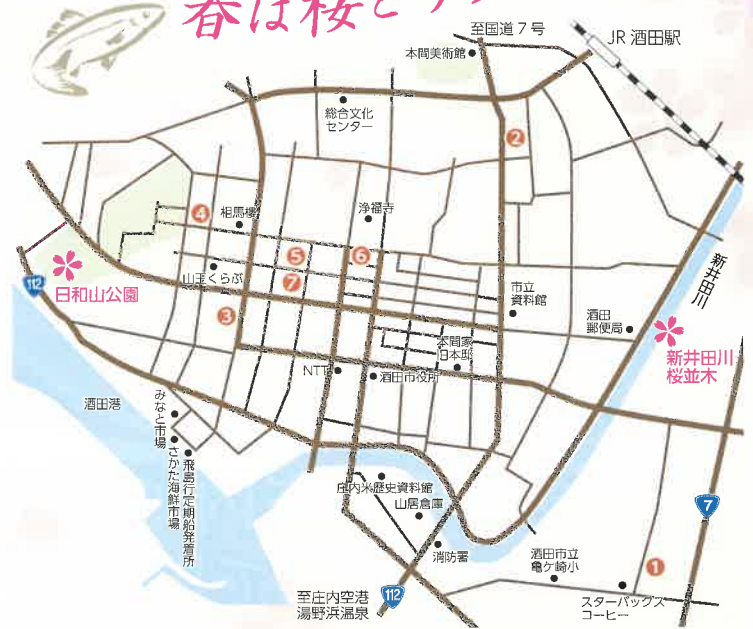 春は桜と
至国道7号
JR 酒田駅
本間美術館
総合文化
センター
2
4
相馬樓
浄福寺
5
6
山王くらぶ
7
新井田川
112
日和山公園
3
市立
資料館
酒田
郵便局
新井田川
桜並木
本間家
旧本邸
NTT
酒田市役所
酒田港
みなと市場
さかた海鮮市場
飛島行定期船発着所
庄内米歴史資料館
山居倉庫
7
消防署
酒田市立
亀ケ崎小
1
スターバックス
コーヒー
至庄内空港
湯野浜温泉
112